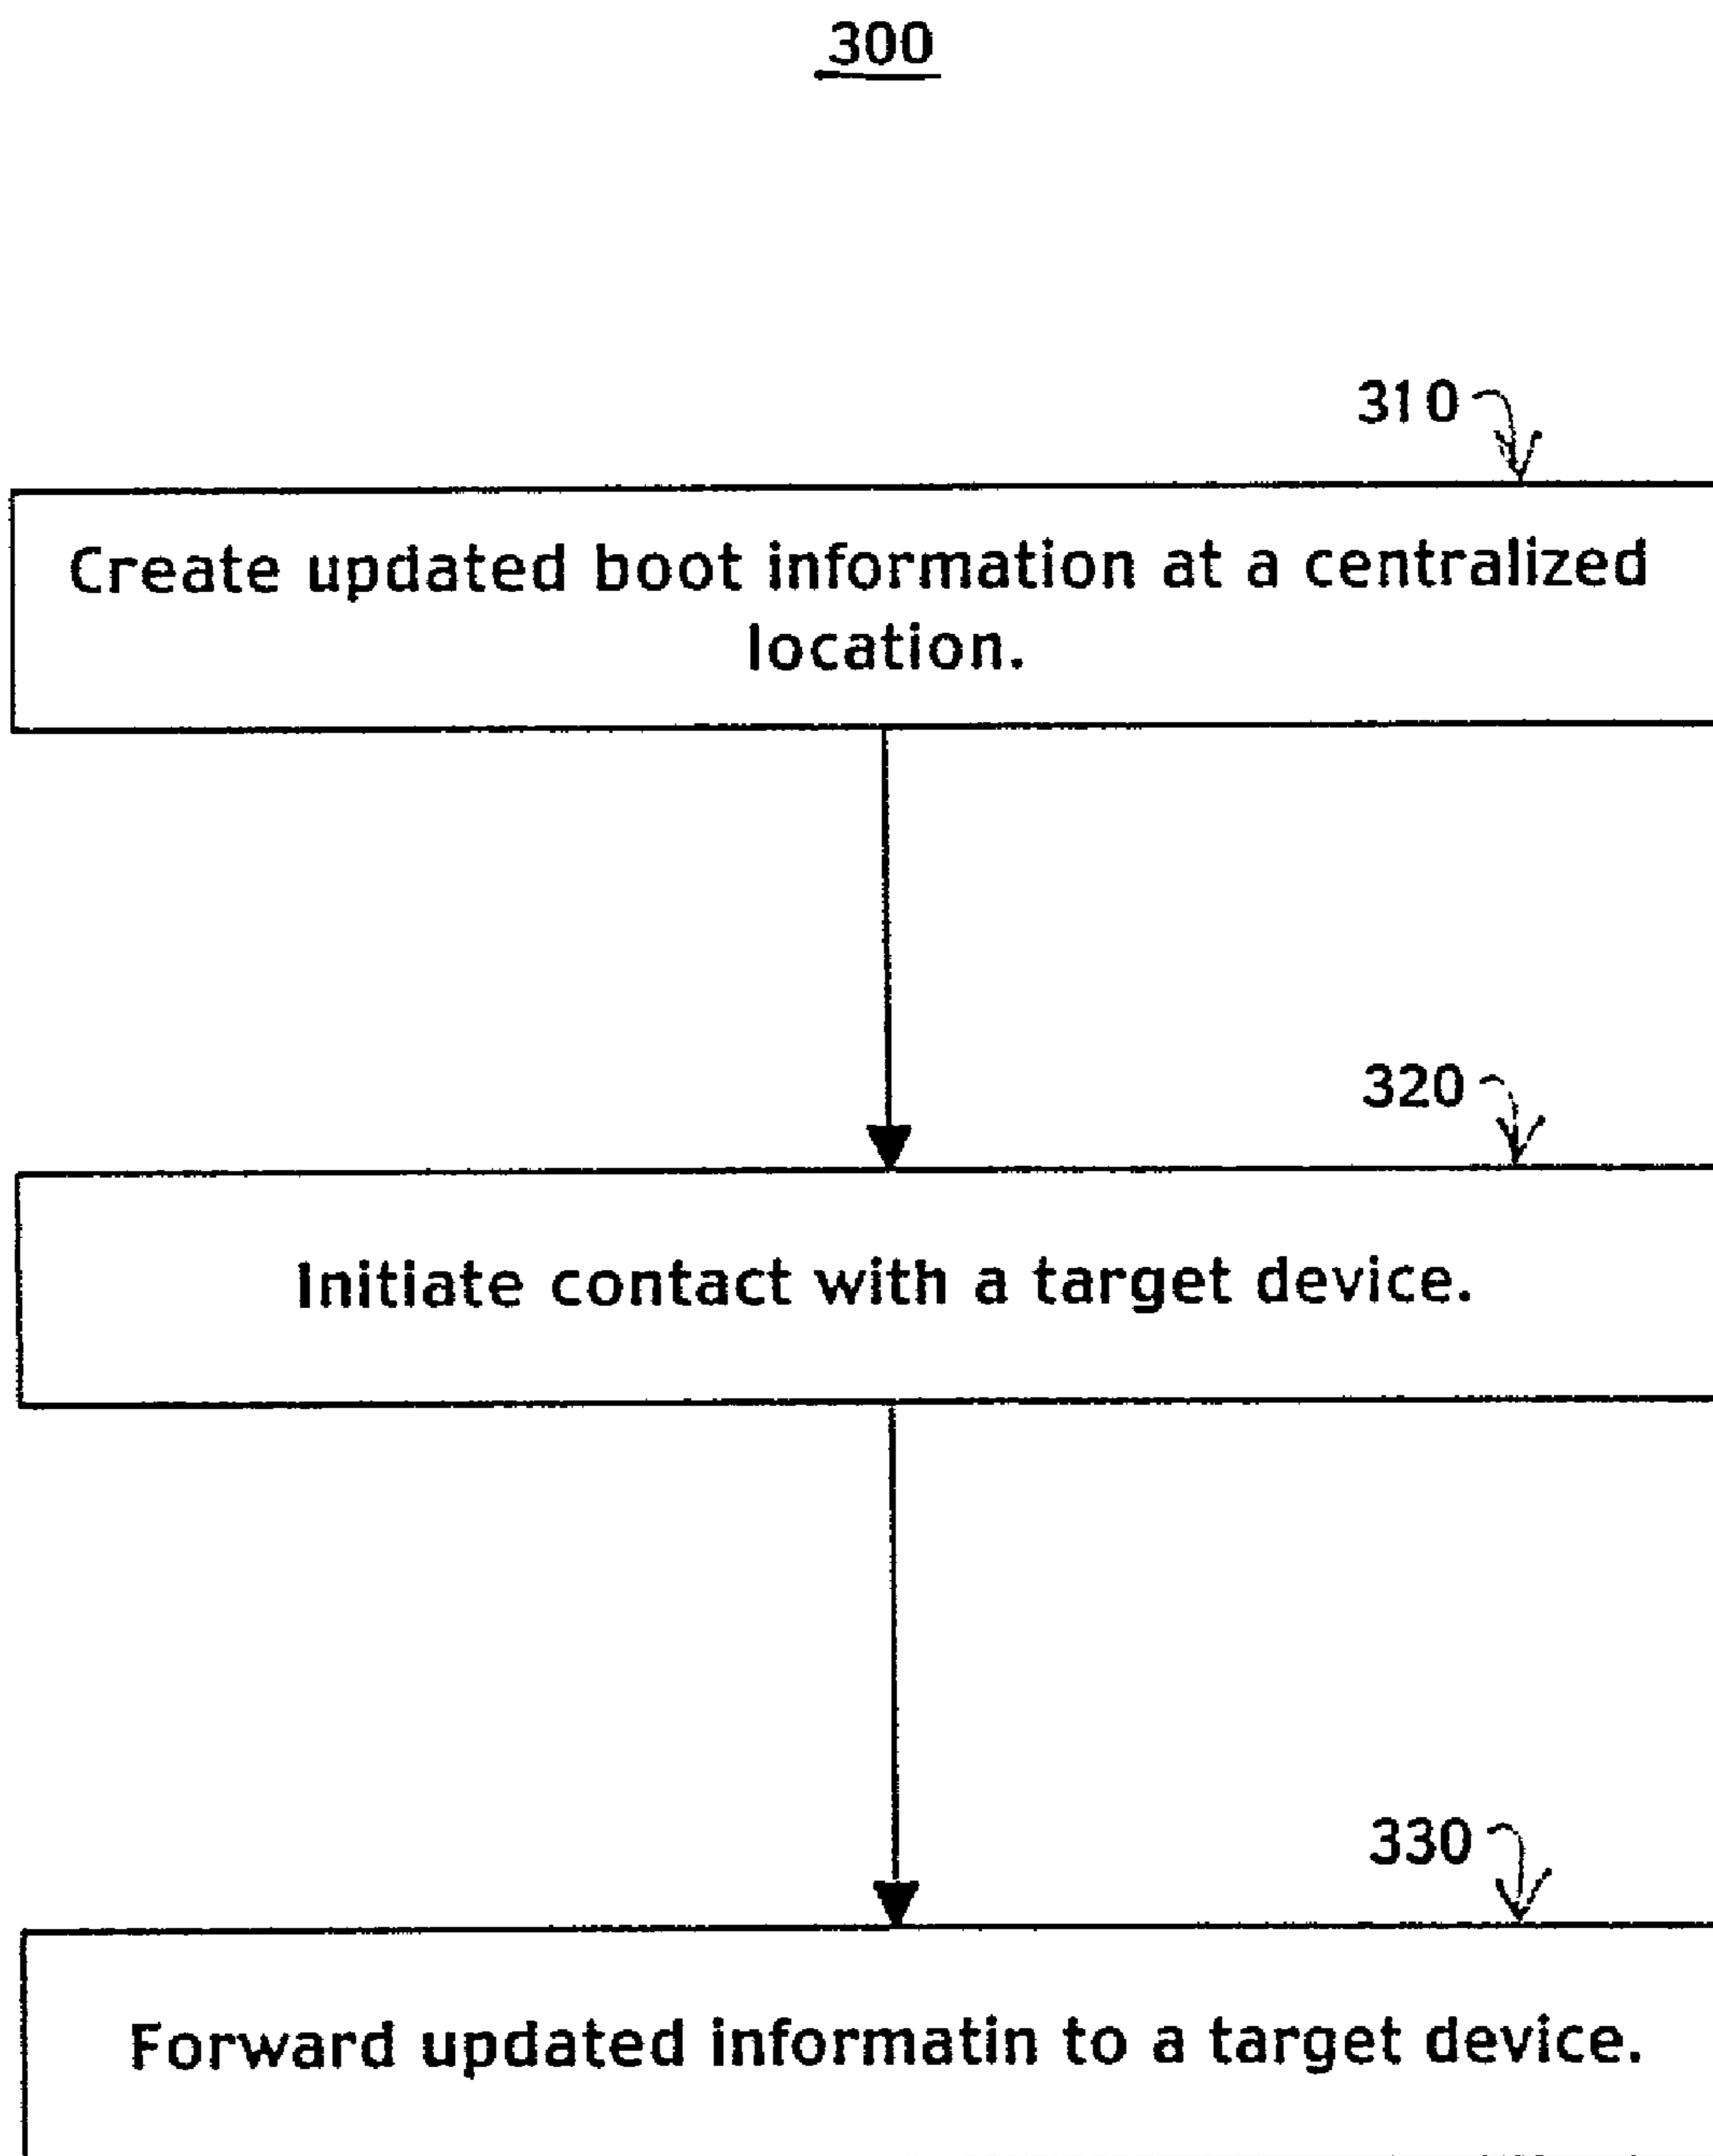 300
310
Create updated boot information at a centralized
location.
320
Initiate contact with a target device.
330
Forward updated informatin to a target device.